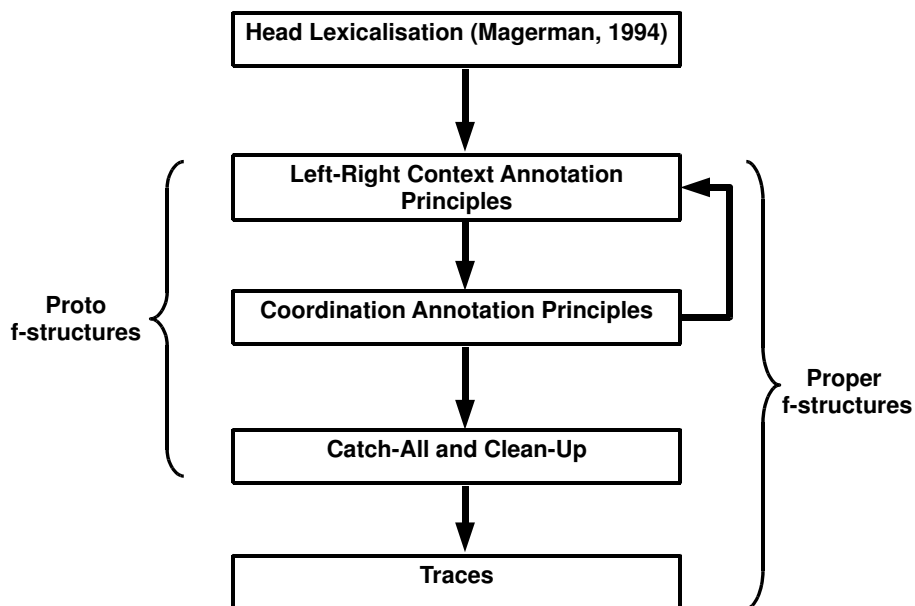 Head Lexicalisation (Magerman, 1994)
Left-Right Context Annotation
Principles
Proto
f-structures
Coordination Annotation Principles
Proper
f-structures
Catch-All and Clean-Up
Traces